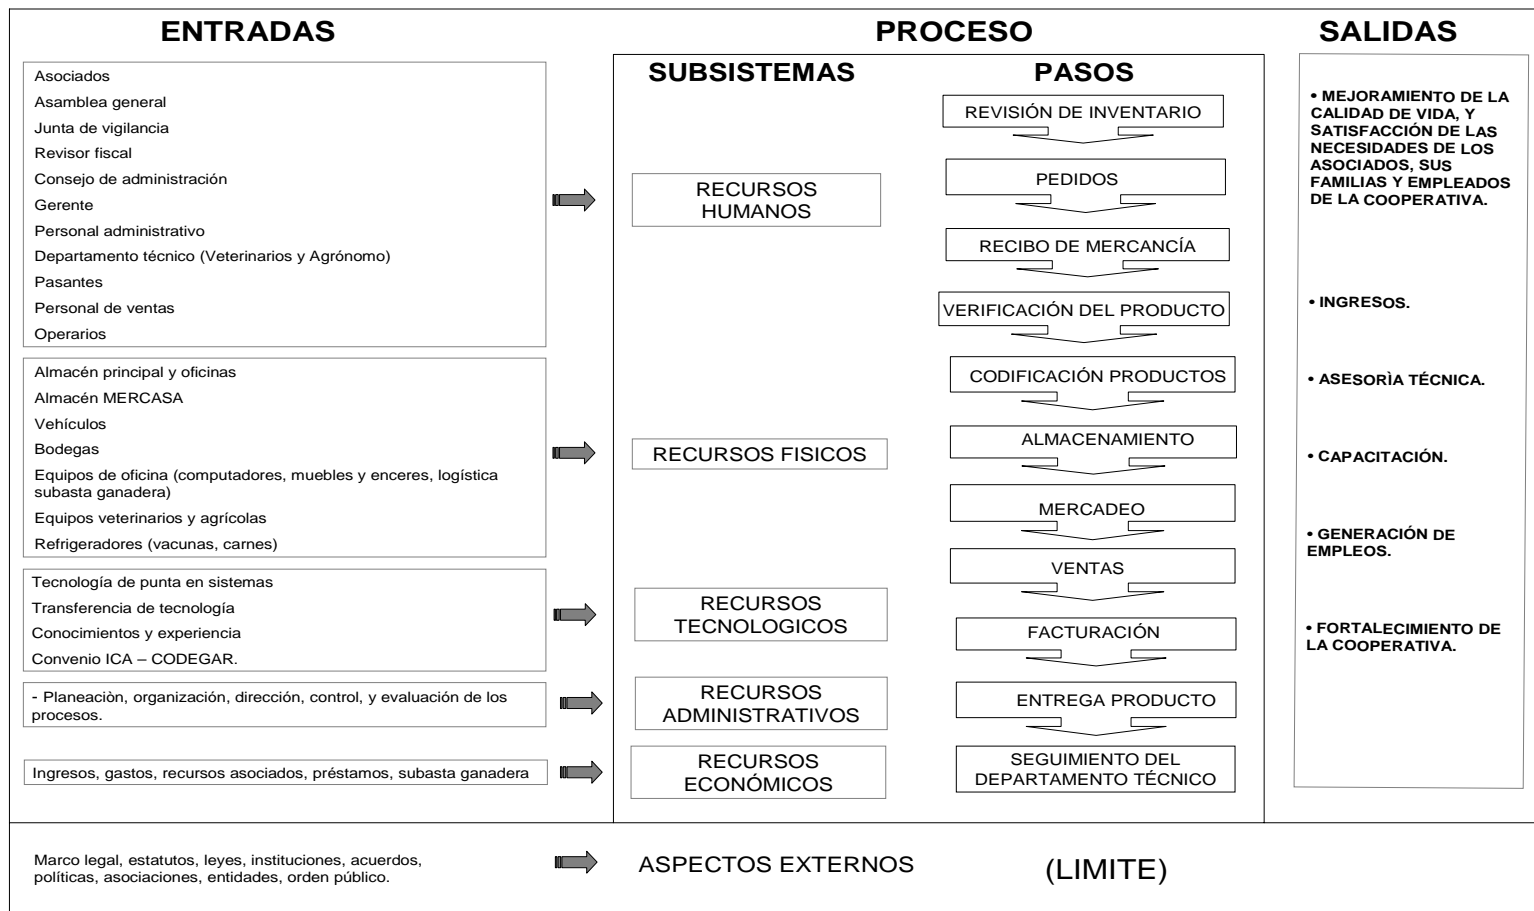 ENTRADAS
PROCESO
SALIDAS
Asociados
Asamblea general
Junta de vigilancia
Revisor fiscal
Consejo de administración
Gerente
Personal administrativo
Departamento técnico (Veterinarios y Agrónomo)
Pasantes
Personal de ventas
Operarios
Almacén principal y oficinas
Almacén MERCASA
Vehículos
Bodegas
Equipos de oficina (computadores, muebles y enceres, logística
subasta ganadera)
Equipos veterinarios y agrícolas
Refrigeradores (vacunas, carnes)
Tecnología de punta en sistemas
Transferencia de tecnología
Conocimientos y experiencia
Convenio ICA – CODEGAR.
- Planeaciòn, organización, dirección, control, y evaluación de los
procesos.
Ingresos, gastos, recursos asociados, préstamos, subasta ganadera
SUBSISTEMAS
RECURSOS
HUMANOS
RECURSOS FISICOS
RECURSOS
TECNOLOGICOS
RECURSOS
ADMINISTRATIVOS
RECURSOS
ECONÓMICOS
PASOS
REVISIÓN DE INVENTARIO
PEDIDOS
RECIBO DE MERCANCÍA
VERIFICACIÓN DEL PRODUCTO
CODIFICACIÓN PRODUCTOS
ALMACENAMIENTO
MERCADEO
VENTAS
FACTURACIÓN
ENTREGA PRODUCTO
SEGUIMIENTO DEL
DEPARTAMENTO TÉCNICO
• MEJORAMIENTO DE LA
CALIDAD DE VIDA, Y
SATISFACCIÓN DE LAS
NECESIDADES DE LOS
ASOCIADOS, SUS
FAMILIAS Y EMPLEADOS
DE LA COOPERATIVA.
• INGRESOS.
• ASESORÌA TÉCNICA.
• CAPACITACIÓN.
• GENERACIÓN DE
EMPLEOS.
• FORTALECIMIENTO DE
LA COOPERATIVA.
Marco legal, estatutos, leyes, instituciones, acuerdos,
políticas, asociaciones, entidades, orden público.
ASPECTOS EXTERNOS
(LIMITE)